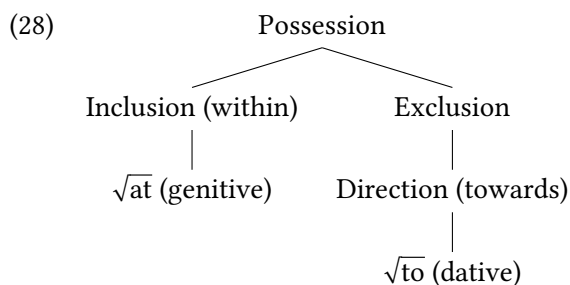 (28) Possession
Inclusion (within) Exclusion
√at (genitive) Direction (towards)
√to (dative)